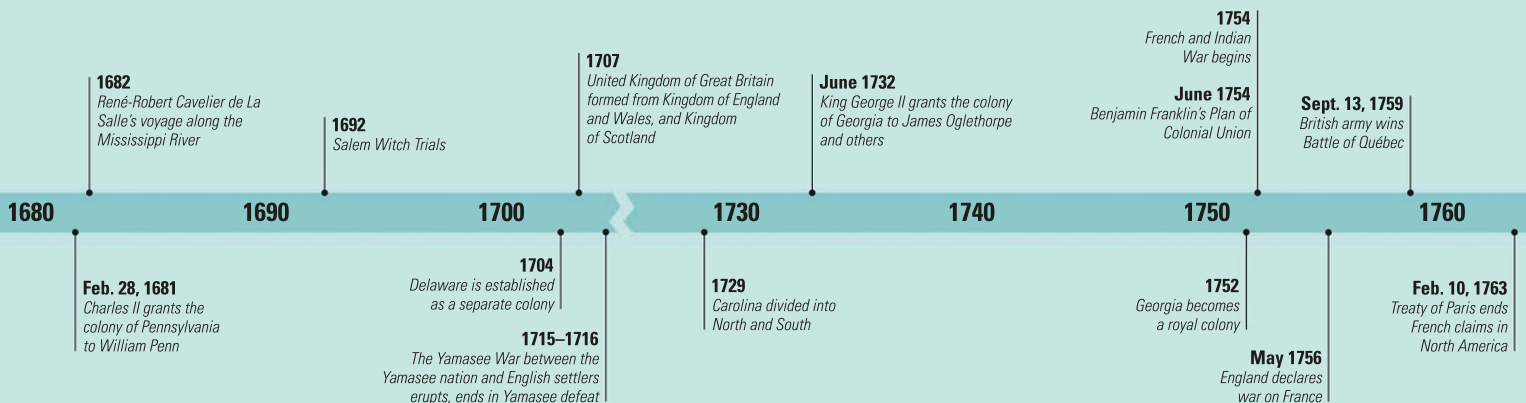 1682
René-Robert Cavelier de La
Salle's voyage along the
Mississippi River
1692
Salem Witch Trials
1707
United Kingdom of Great Britain
formed from Kingdom of England
and Wales, and Kingdom
of Scotland
June 1732
King George II grants the colony
of Georgia to James Oglethorpe
and others
1754
French and Indian
War begins
June 1754
Benjamin Franklin's Plan of
Colonial Union
Sept. 13, 1759
British army wins
Battle of Québec
1680 1690 1700 1730 1740 1750 1760
Feb. 28, 1681
Charles II grants the
colony of Pennsylvania
to William Penn
1704
Delaware is established
as a separate colony
1715–1716
The Yamasee War between the
Yamasee nation and English settlers
erupts, ends in Yamasee defeat
1729
Carolina divided into
North and South
1752
Georgia becomes
a royal colony
May 1756
England declares
war on France
Feb. 10, 1763
Treaty of Paris ends
French claims in
North America